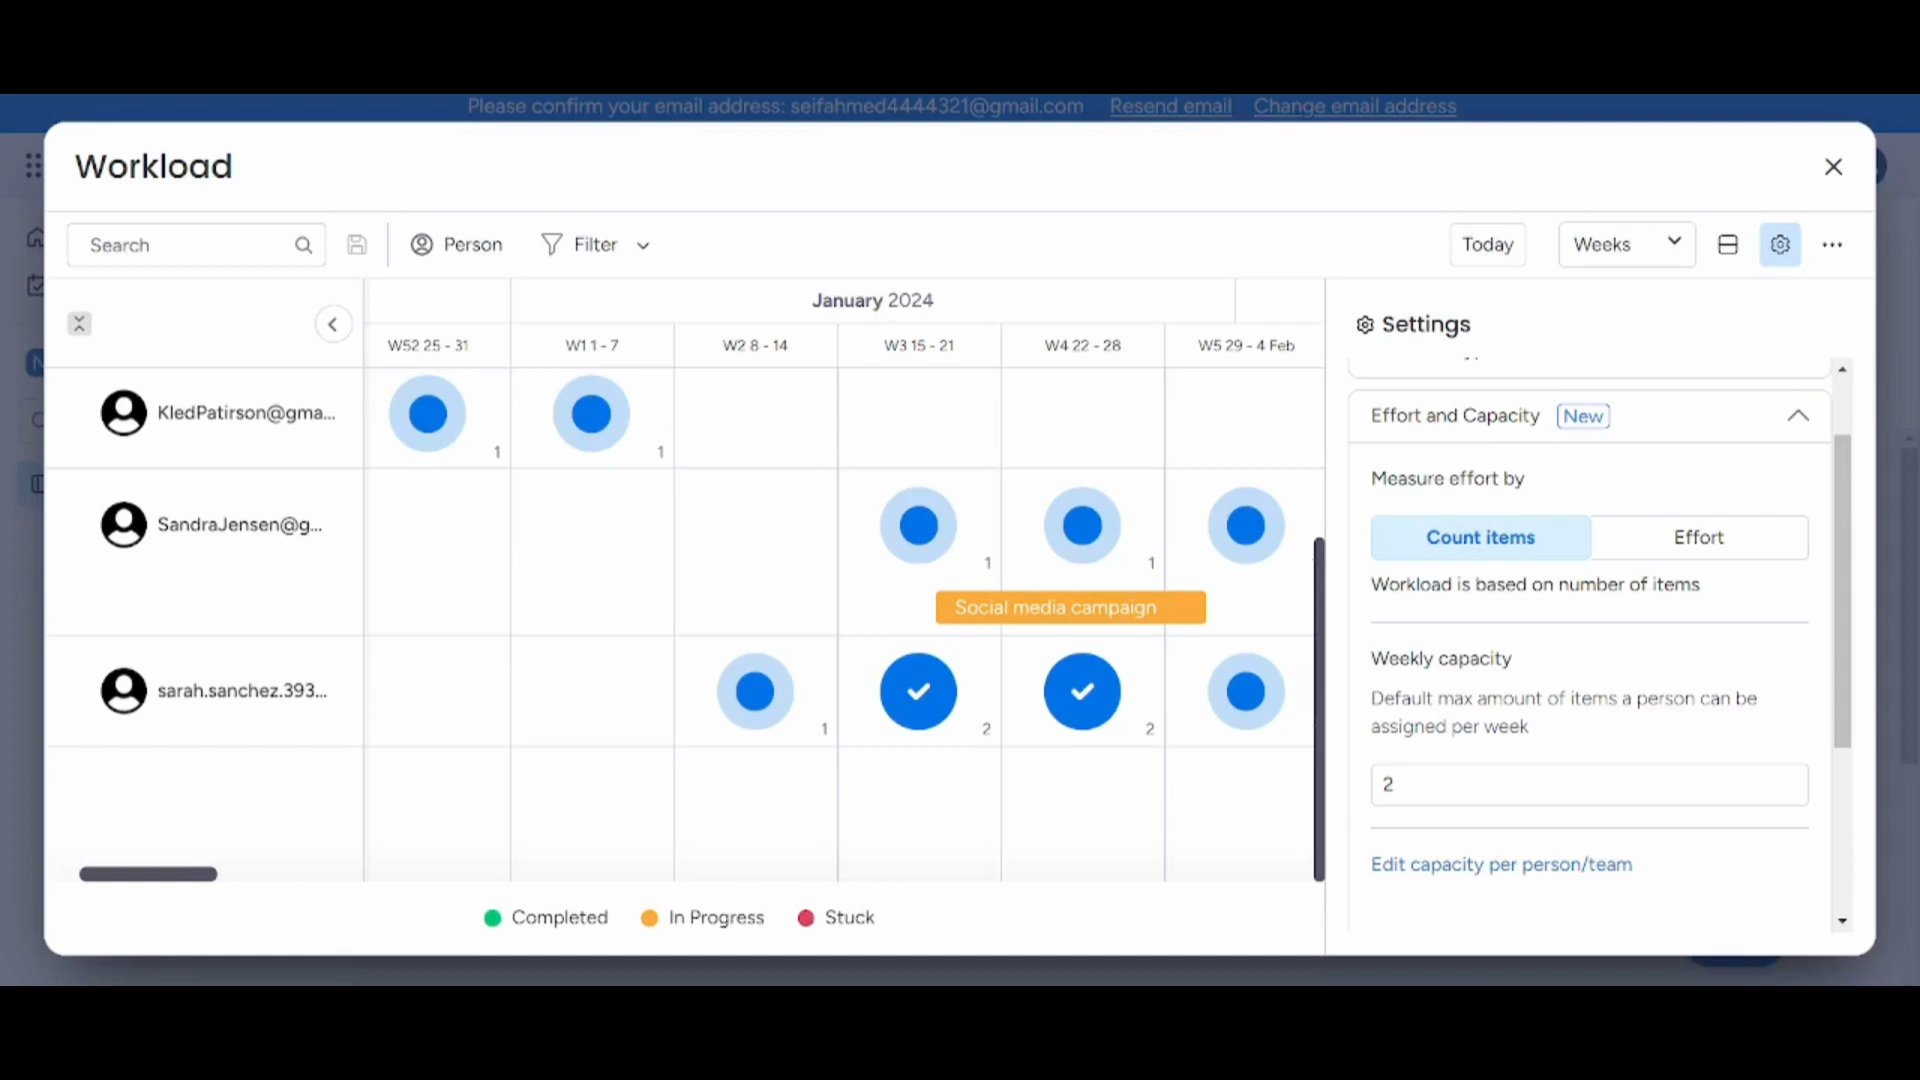 Please confirm your email address: seifahmed4444321@gmail.com Resend email Change email address
Workload
Search
Person
Filter
Today
Weeks
January 2024
W52 25 - 31
W1 1 - 7
W2 8 - 14
W3 15 - 21
W4 22 - 28
W5 29 - 4 Feb
KledPatirson@gma...
1
1
SandraJensen@g...
1
1
Social media campaign
sarah.sanchez.393...
1
2
2
Completed
In Progress
Stuck
Settings
Effort and Capacity New
Measure effort by
Count items
Effort
Workload is based on number of items
Weekly capacity
Default max amount of items a person can be
assigned per week
2
Edit capacity per person/team